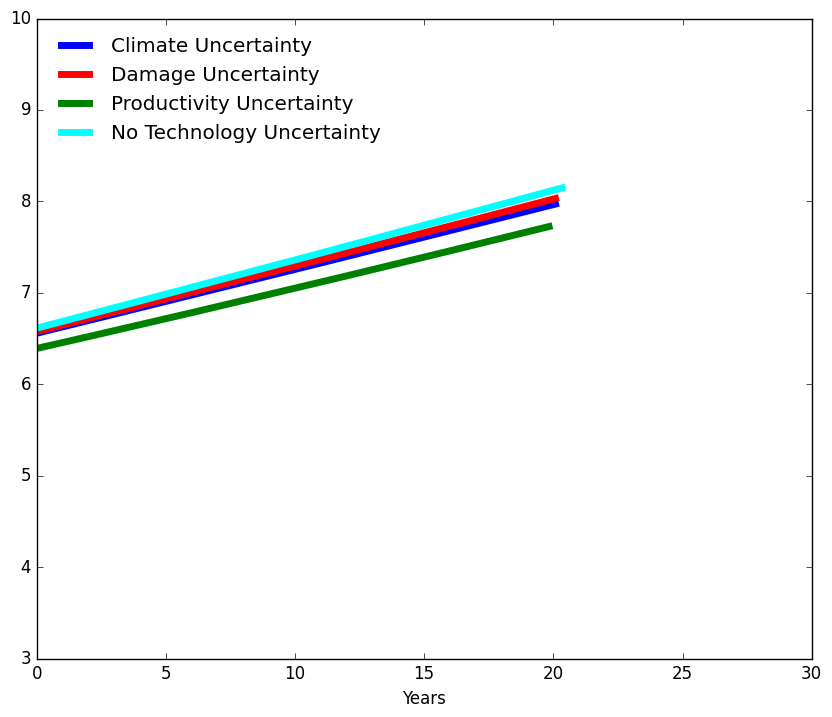 10
9
8
7
6
5
4
3
Climate Uncertainty
Damage Uncertainty
Productivity Uncertainty
No Technology Uncertainty
0 5 10 15 20 25 30
Years